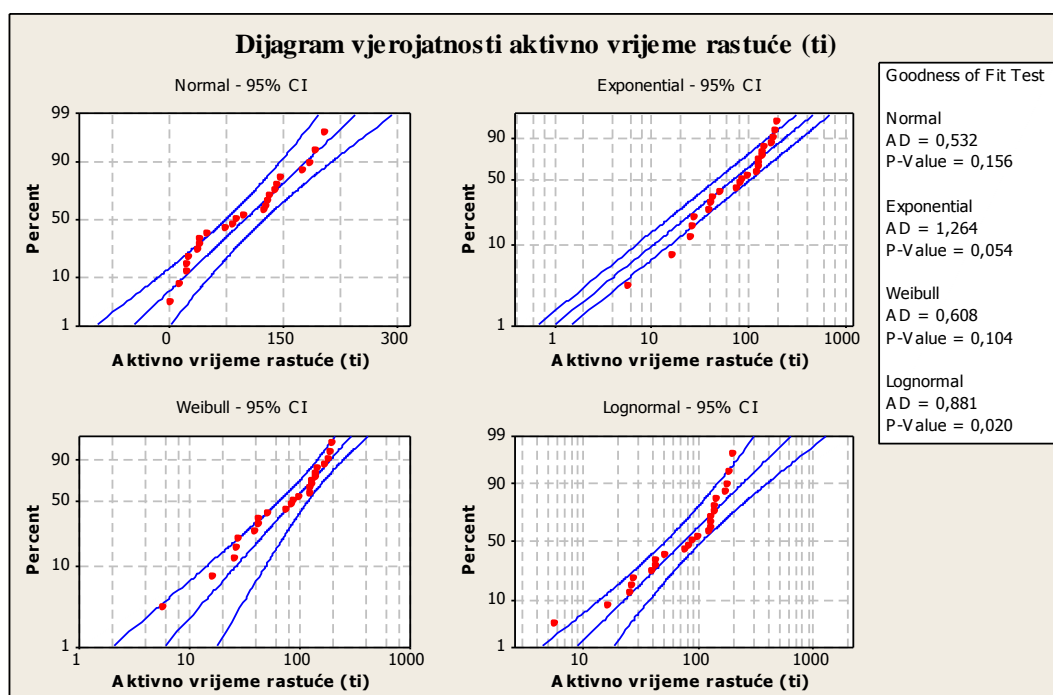 Dijagram vjerojatnosti aktivno vrijeme rastuće (ti)
Normal - 95% CI
Percent
99
90
50
10
1
0
150
300
Aktivno vrijeme rastuće (ti)
Exponential - 95% CI
Percent
90
50
10
1
1
10
100
1000
Aktivno vrijeme rastuće (ti)
Weibull - 95% CI
Percent
90
50
10
1
1
10
100
1000
Aktivno vrijeme rastuće (ti)
Lognormal - 95% CI
Percent
99
90
50
10
1
10
100
1000
Aktivno vrijeme rastuće (ti)
Goodness of Fit Test
Normal
AD = 0,532
P-Value = 0,156
Exponential
AD = 1,264
P-Value = 0,054
Weibull
AD = 0,608
P-Value = 0,104
Lognormal
AD = 0,881
P-Value = 0,020